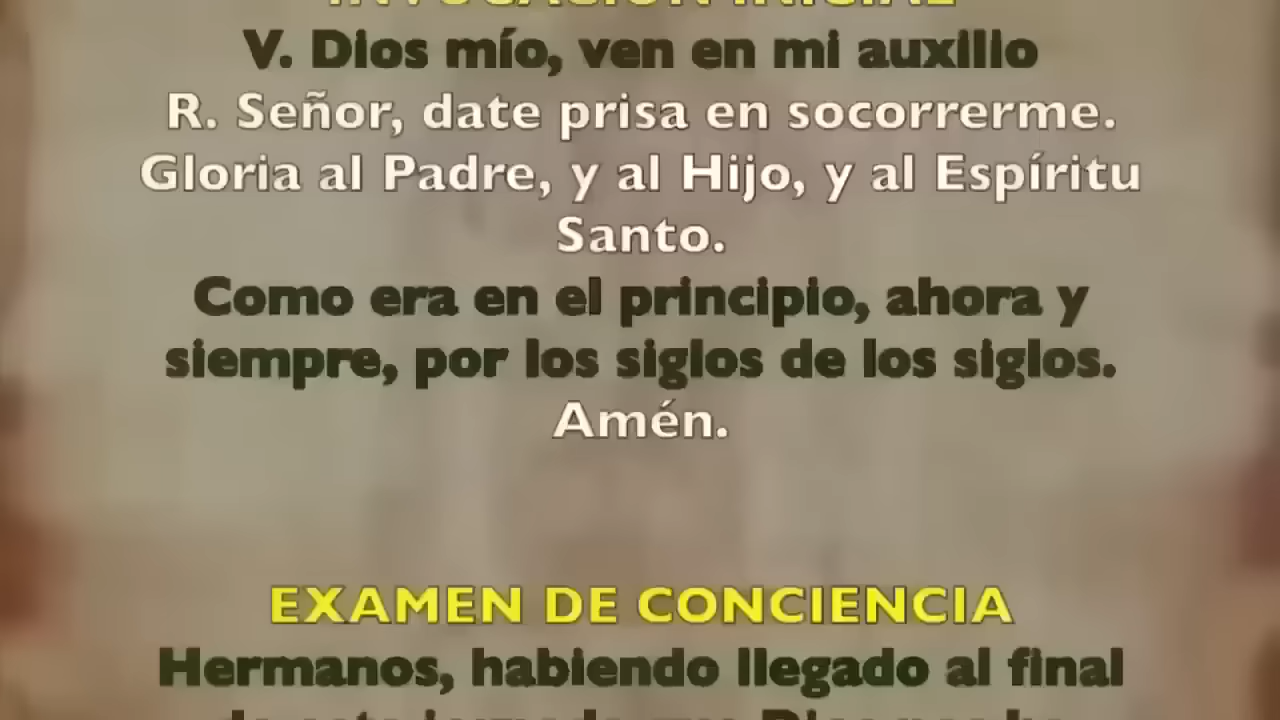 INVOCACIÓN INICIAL
V. Dios mío, ven en mi auxilio
R. Señor, date prisa en socorrerme.
Gloria al Padre, y al Hijo, y al Espíritu
Santo.
Como era en el principio, ahora y
siempre, por los siglos de los siglos.
Amén.
EXAMEN DE CONCIENCIA
Hermanos, habiendo llegado al final